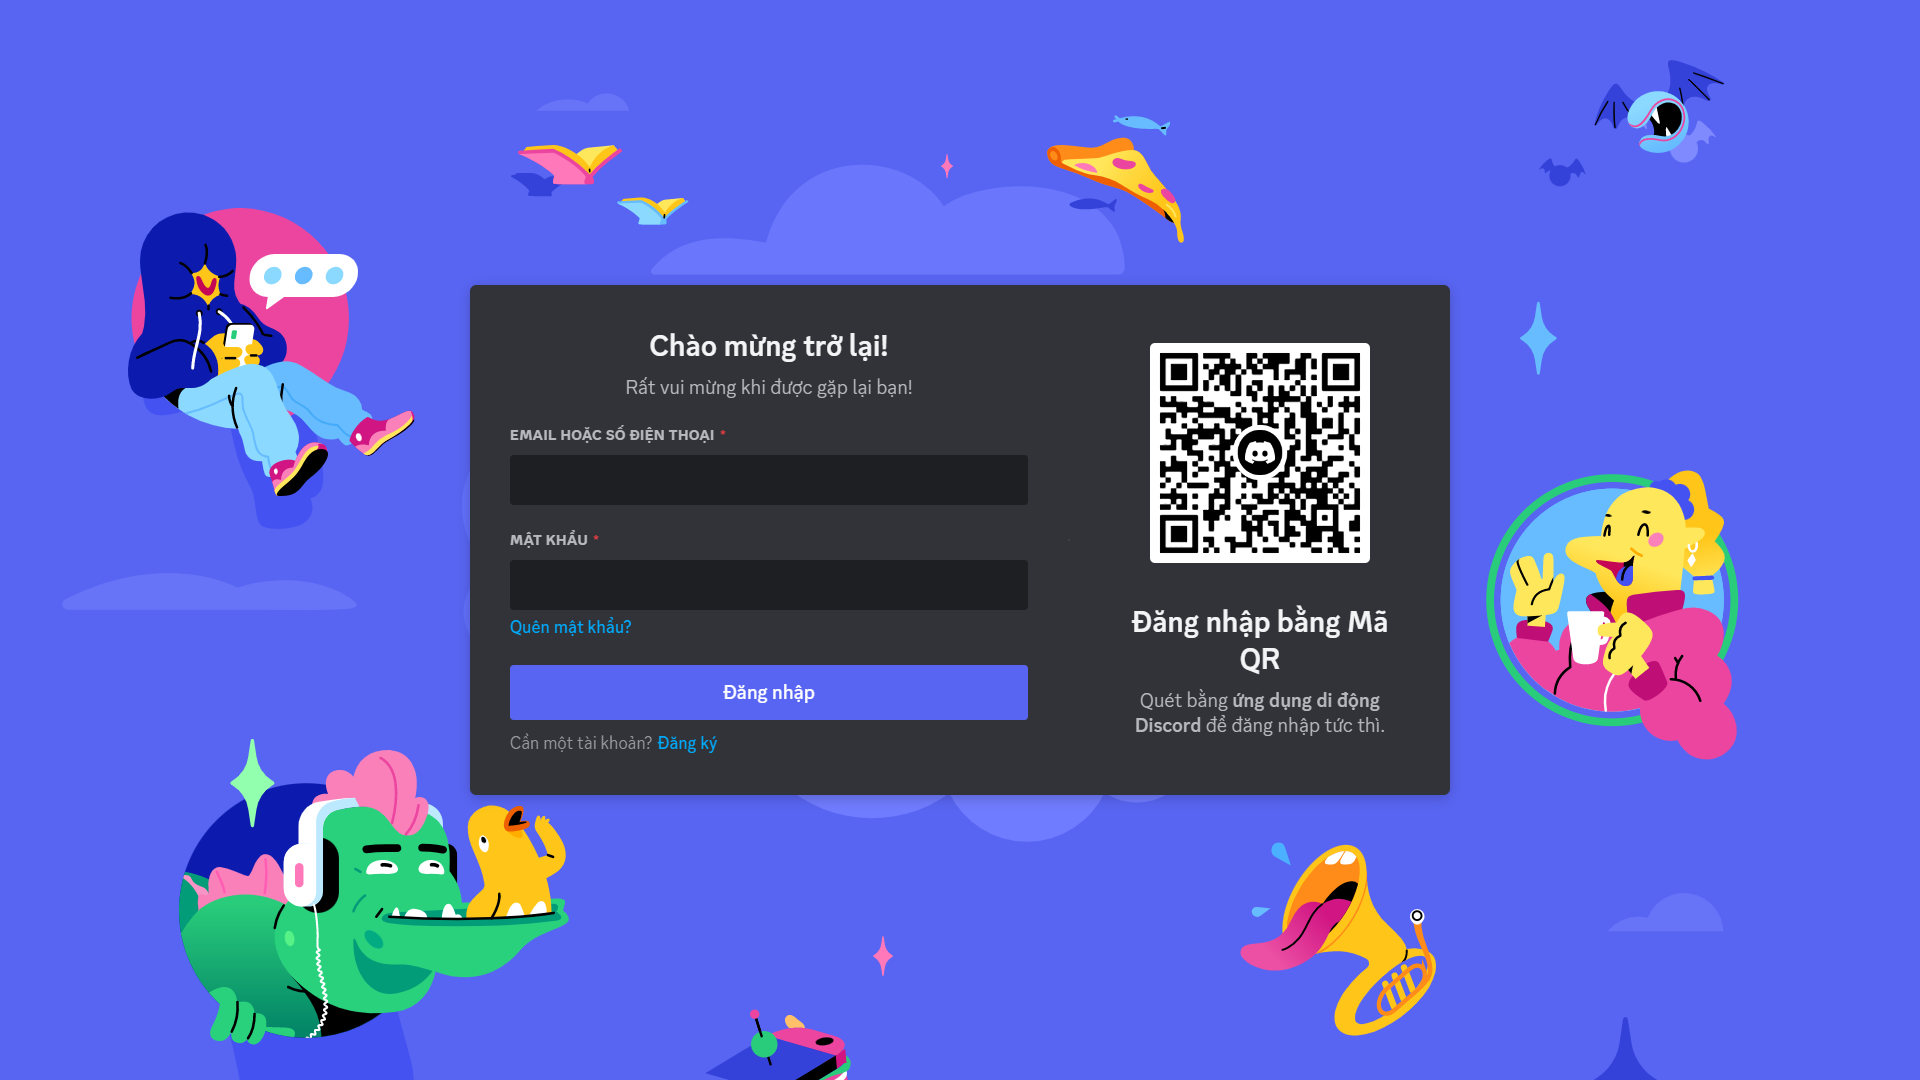 Chào mừng trở lại!
Rất vui mừng khi được gặp lại bạn!
EMAIL HOẶC SỐ ĐIỆN THOẠI *
MẬT KHẨU *
Quên mật khẩu?
Đăng nhập
Cần một tài khoản? Đăng ký
Đăng nhập bằng Mã
QR
Quét bằng ứng dụng di động
Discord để đăng nhập tức thì.